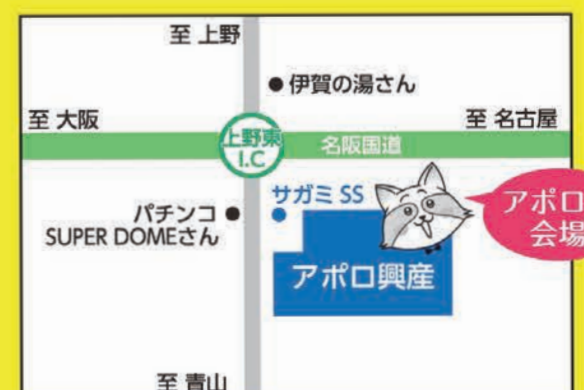 至 上野
伊賀の湯さん
至 大阪
至 名古屋
上野東
I.C
名阪国道
サガミ SS
パチンコ
SUPER DOMEさん
アポロ
会場
アポロ興産
至 青山